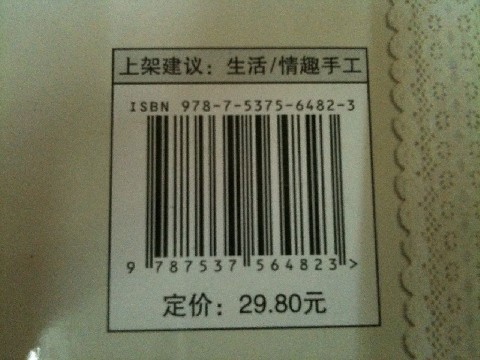 上架建议：生活/情趣手工
ISBN 978-7-5375-6482-3
9 787537 564823 >
定价：29.80元